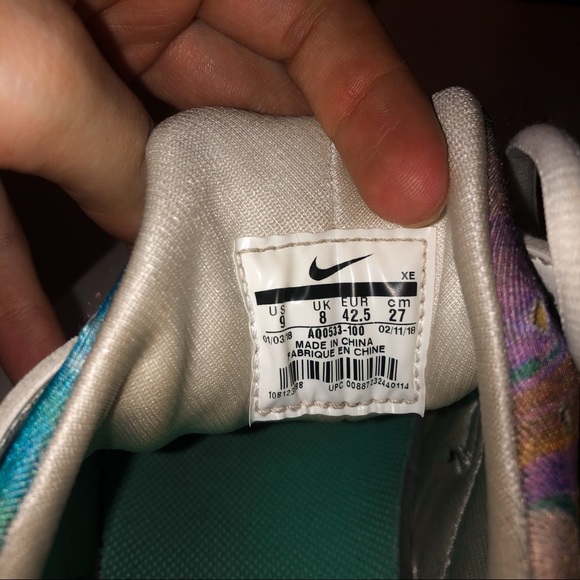 XE
US UK EUR cm
9 8 42.5 27
01/03/18 AQ0533-100 02/11/18
MADE IN CHINA
FABRIQUE EN CHINE